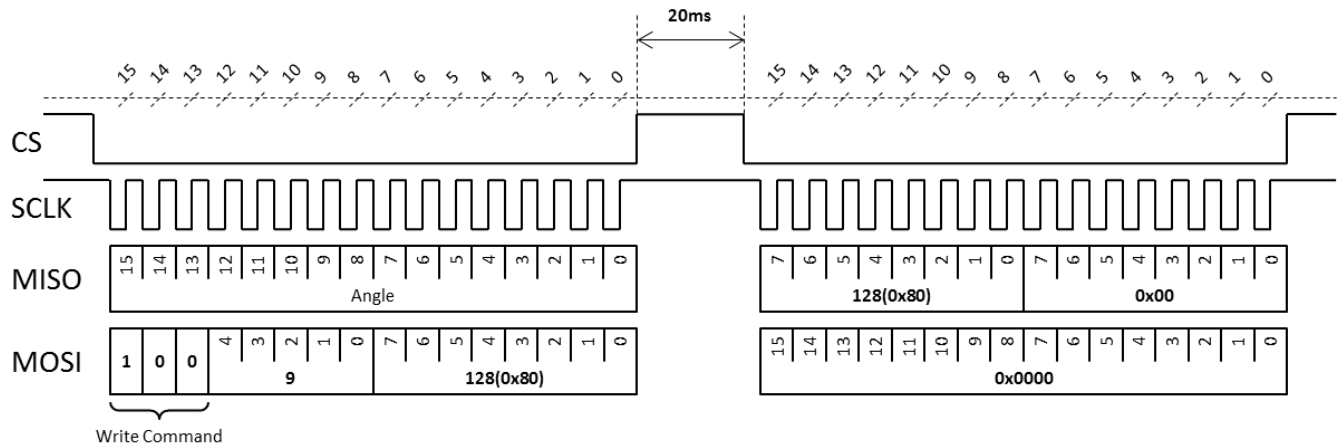 20ms
15 14 13 12 11 10 9 8 7 6 5 4 3 2 1 0 15 14 13 12 11 10 9 8 7 6 5 4 3 2 1 0
CS
SCLK
MISO 15 14 13 12 11 10 9 8 7 6 5 4 3 2 1 0 7 6 5 4 3 2 1 0 7 6 5 4 3 2 1 0
Angle 128(0x80) 0x00
MOSI 1 0 0 4 3 2 1 0 7 6 5 4 3 2 1 0 15 14 13 12 11 10 9 8 7 6 5 4 3 2 1 0
9 128(0x80) 0x0000
Write Command